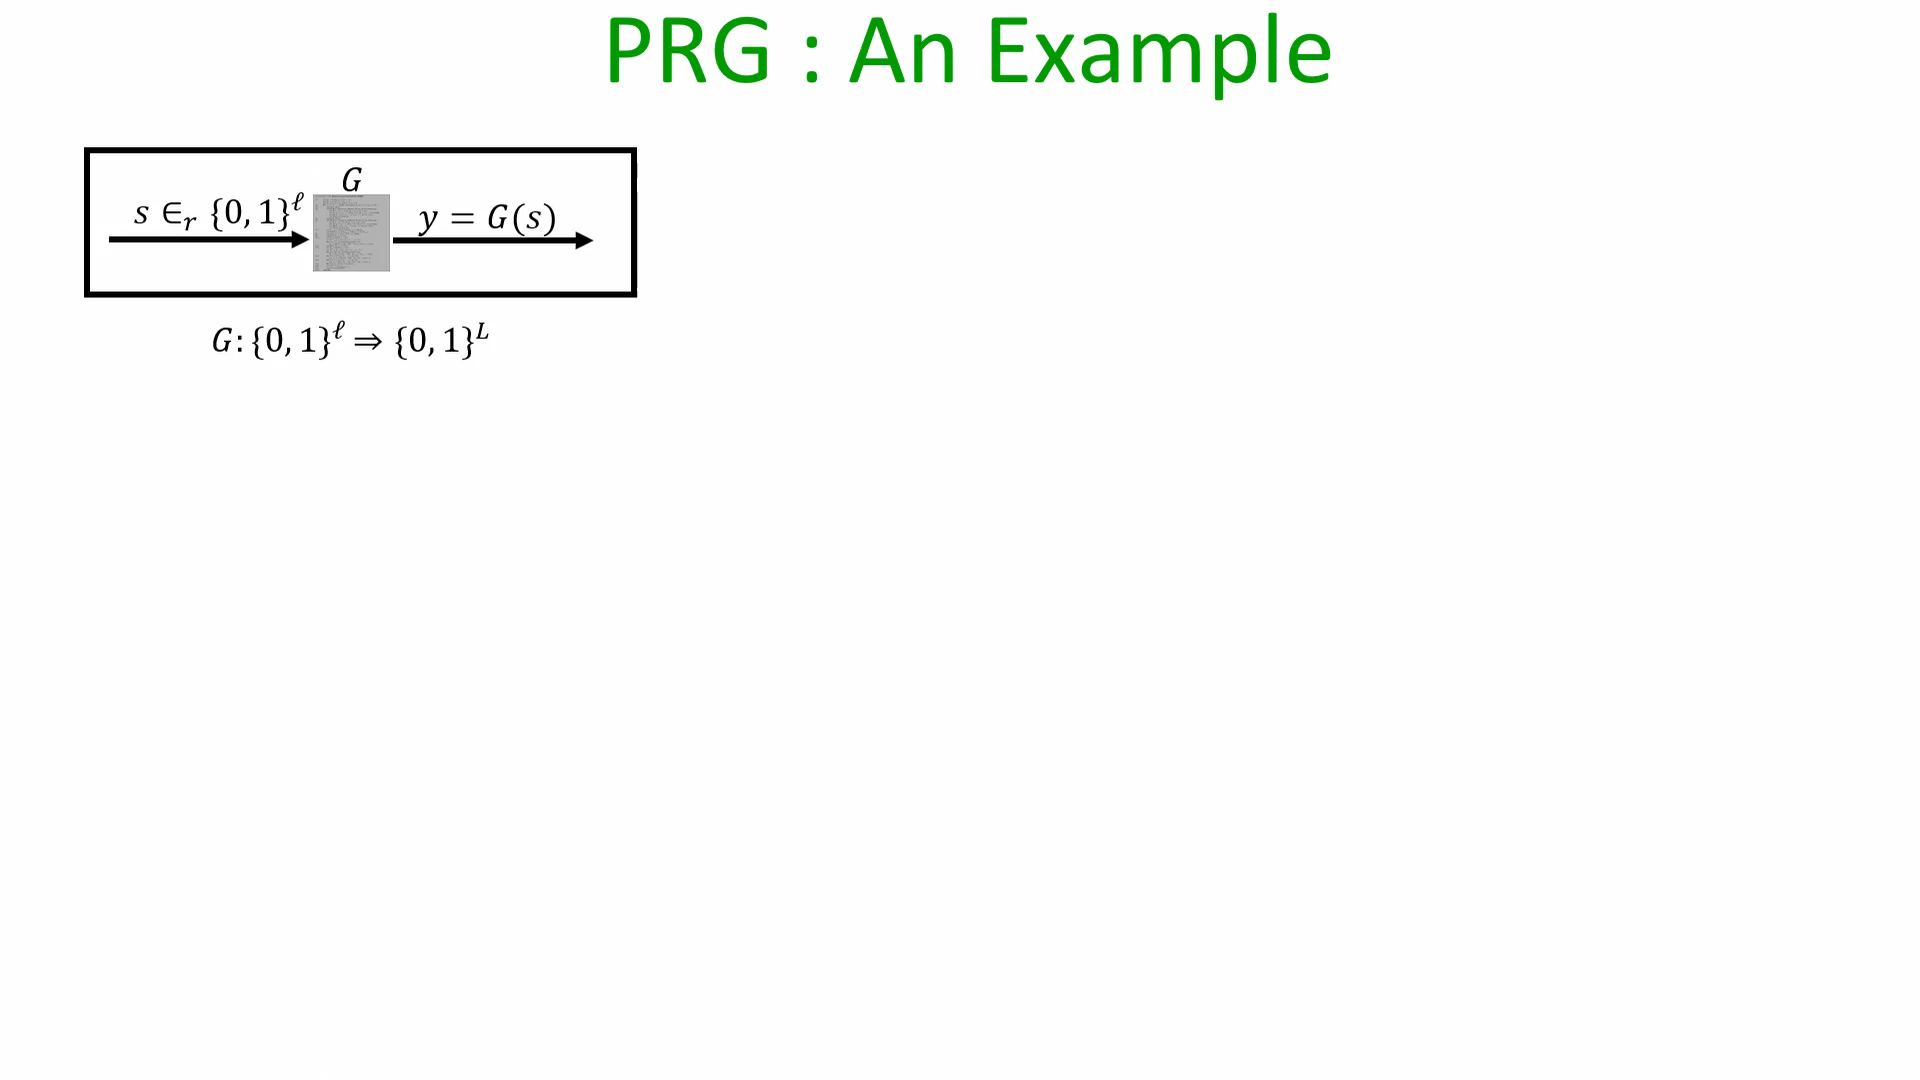 PRG : An Example
G
s ∈r {0, 1}^ℓ
y = G(s)
G: {0, 1}^ℓ ⇒ {0, 1}^L